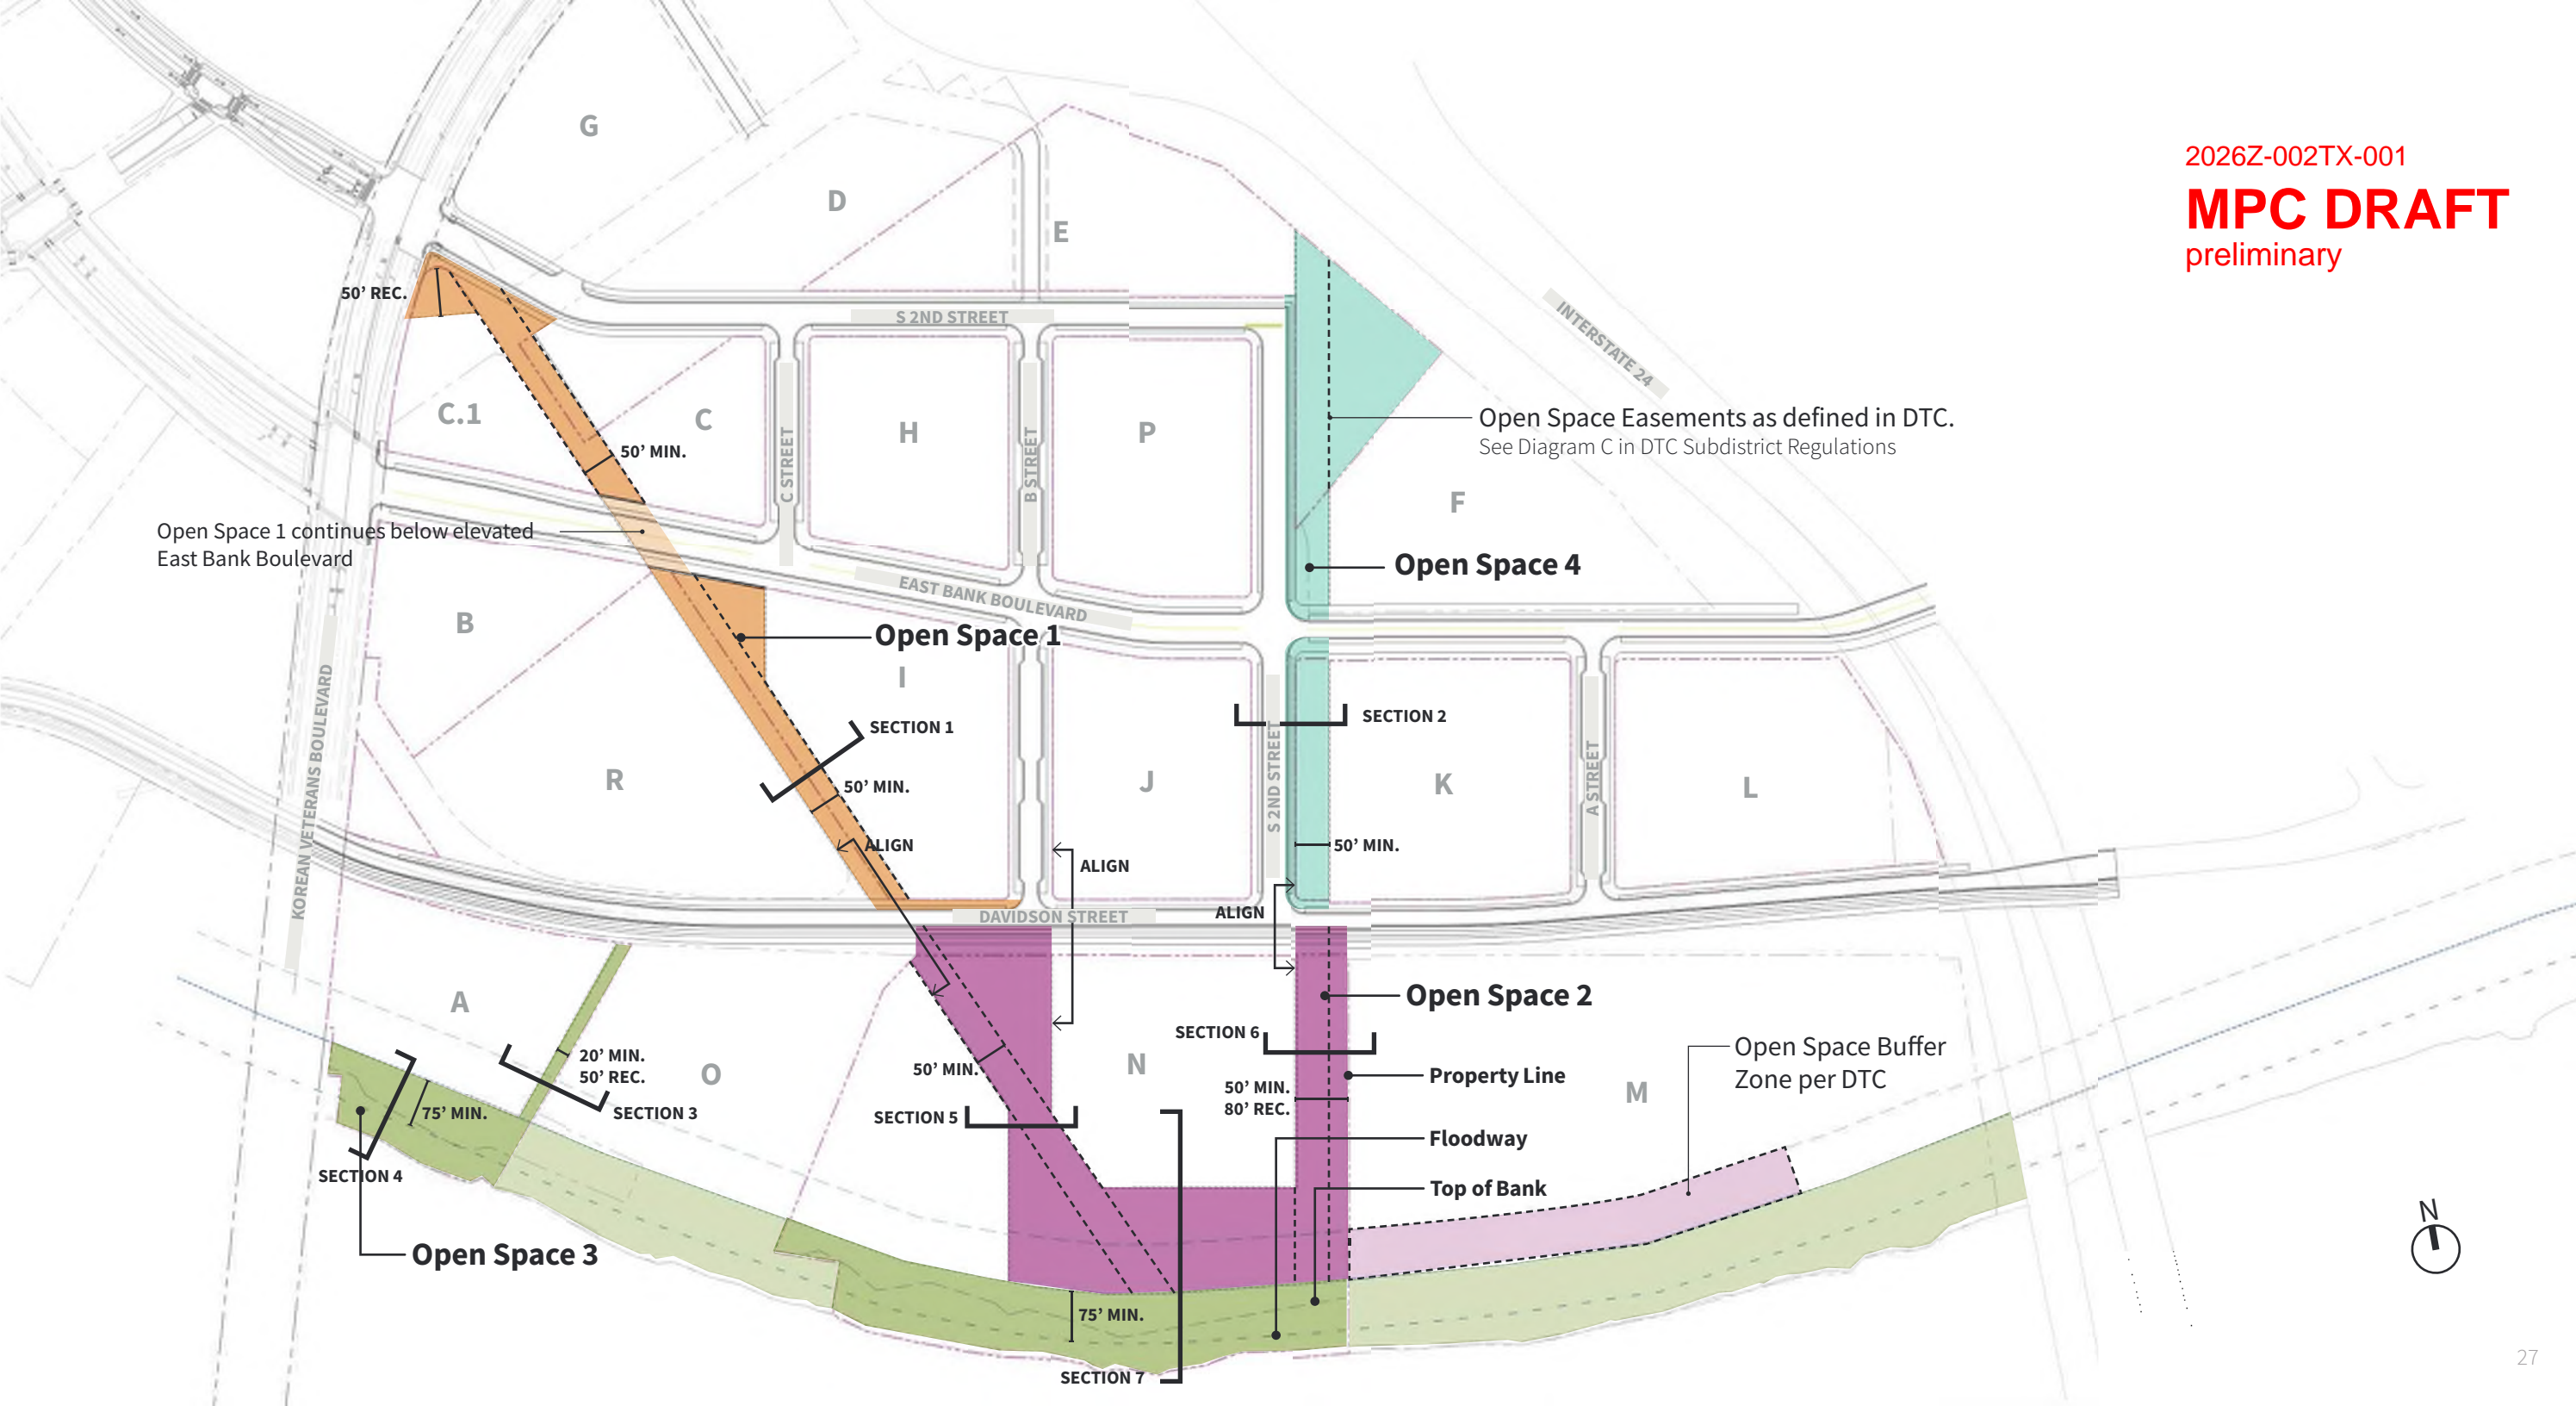 G
2026Z-002TX-001
MPC DRAFT
preliminary
D
E
50’ REC.
S 2ND STREET
INTERSTATE 24
C.1
C
H
P
Open Space Easements as defined in DTC.
See Diagram C in DTC Subdistrict Regulations
50’ MIN.
C STREET
B STREET
F
Open Space 1 continues below elevated
East Bank Boulevard
Open Space 4
EAST BANK BOULEVARD
B
Open Space 1
I
SECTION 1
SECTION 2
KOREAN VETERANS BOULEVARD
R
50’ MIN.
J
S 2ND STREET
K
A STREET
L
ALIGN
ALIGN
50’ MIN.
ALIGN
DAVIDSON STREET
A
Open Space 2
20’ MIN.
50’ REC.
O
SECTION 6
N
50’ MIN.
Property Line
Open Space Buffer
Zone per DTC
M
75’ MIN.
SECTION 3
SECTION 5
50’ MIN.
80’ REC.
Floodway
SECTION 4
Top of Bank
N
Open Space 3
75’ MIN.
SECTION 7
27